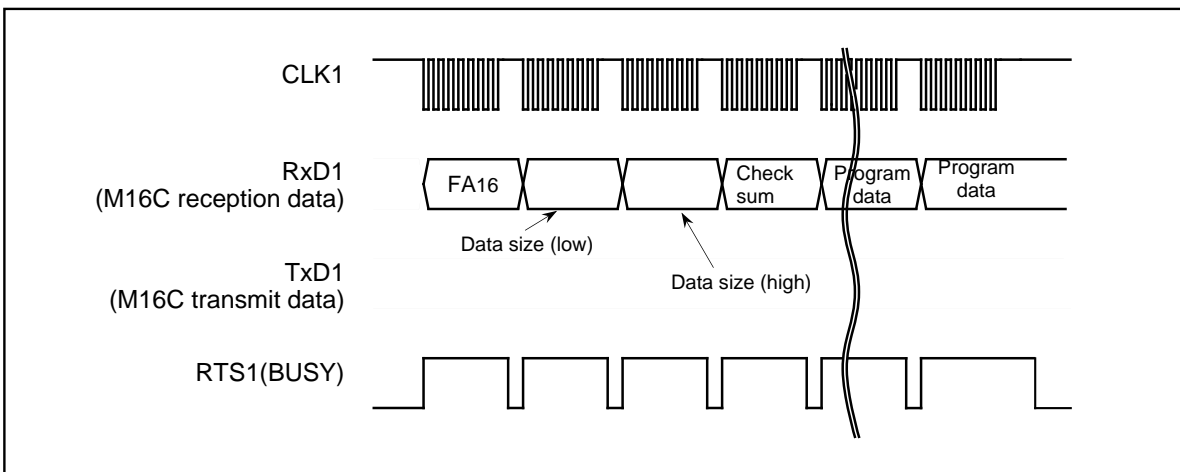 CLK1
RxD1
(M16C reception data)
FA16
Check
sum
Program
data
Program
data
Data size (low)
Data size (high)
TxD1
(M16C transmit data)
RTS1(BUSY)